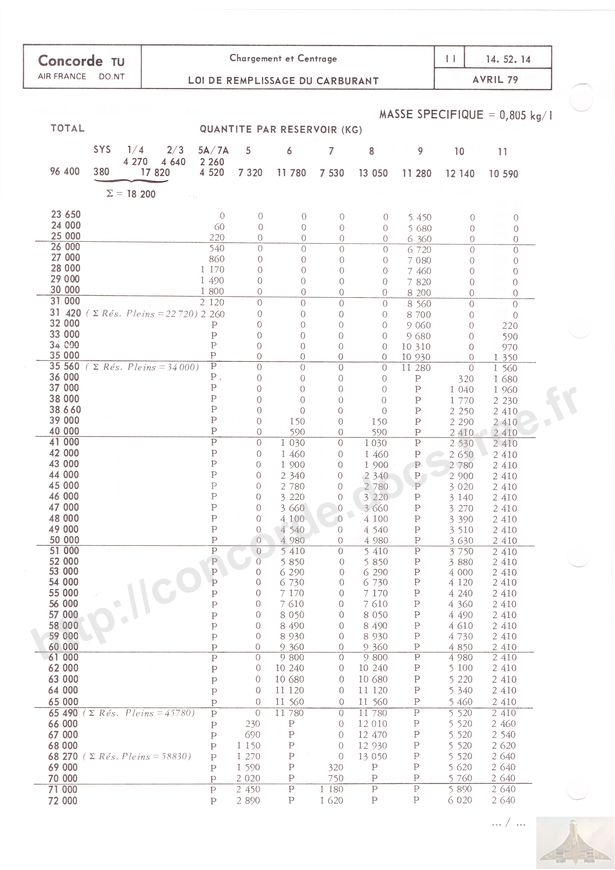 Concorde TU
AIR FRANCE DO.NT
Chargement et Centrage
LOI DE REMPLISSAGE DU CARBURANT
11 14. 52. 14
AVRIL 79
MASSE SPECIFIQUE = 0,805 kg/l
TOTAL QUANTITE PAR RESERVOIR (KG)
SYS 1/4 2/3 5A/7A 5 6 7 8 9 10 11
4 270 4 640 2 260
96 400 380 17 820 4 520 7 320 11 780 7 530 13 050 11 280 12 140 10 590
Σ = 18 200
23 650 0 0 0 0 0 5 450 0 0
24 000 60 0 0 0 0 5 680 0 0
25 000 220 0 0 0 0 6 360 0 0
26 000 540 0 0 0 0 6 720 0 0
27 000 860 0 0 0 0 7 080 0 0
28 000 1 170 0 0 0 0 7 460 0 0
29 000 1 490 0 0 0 0 7 820 0 0
30 000 1 800 0 0 0 0 8 200 0 0
31 000 2 120 0 0 0 0 8 560 0 0
31 420 (Σ Rés. Pleins = 22 720) 2 260 0 0 0 0 8 700 0 0
32 000 P 0 0 0 0 9 060 0 220
33 000 P 0 0 0 0 9 680 0 590
34 000 P 0 0 0 0 10 310 0 970
35 000 P 0 0 0 0 10 930 0 1 350
35 560 (Σ Rés. Pleins = 34 000) P 0 0 0 0 11 280 0 1 560
36 000 P 0 0 0 0 P 320 1 680
37 000 P 0 0 0 0 P 1 040 1 960
38 000 P 0 0 0 0 P 1 770 2 230
38 660 P 0 0 0 0 P 2 250 2 410
39 000 P 0 150 0 150 P 2 290 2 410
40 000 P 0 590 0 590 P 2 410 2 410
41 000 P 0 1 030 0 1 030 P 2 530 2 410
42 000 P 0 1 460 0 1 460 P 2 650 2 410
43 000 P 0 1 900 0 1 900 P 2 780 2 410
44 000 P 0 2 340 0 2 340 P 2 900 2 410
45 000 P 0 2 780 0 2 780 P 3 020 2 410
46 000 P 0 3 220 0 3 220 P 3 140 2 410
47 000 P 0 3 660 0 3 660 P 3 270 2 410
48 000 P 0 4 100 0 4 100 P 3 390 2 410
49 000 P 0 4 540 0 4 540 P 3 510 2 410
50 000 P 0 4 980 0 4 980 P 3 630 2 410
51 000 P 0 5 410 0 5 410 P 3 750 2 410
52 000 P 0 5 850 0 5 850 P 3 880 2 410
53 000 P 0 6 290 0 6 290 P 4 000 2 410
54 000 P 0 6 730 0 6 730 P 4 120 2 410
55 000 P 0 7 170 0 7 170 P 4 240 2 410
56 000 P 0 7 610 0 7 610 P 4 360 2 410
57 000 P 0 8 050 0 8 050 P 4 490 2 410
58 000 P 0 8 490 0 8 490 P 4 610 2 410
59 000 P 0 8 930 0 8 930 P 4 730 2 410
60 000 P 0 9 360 0 9 360 P 4 850 2 410
61 000 P 0 9 800 0 9 800 P 4 980 2 410
62 000 P 0 10 240 0 10 240 P 5 100 2 410
63 000 P 0 10 680 0 10 680 P 5 220 2 410
64 000 P 0 11 120 0 11 120 P 5 340 2 410
65 000 P 0 11 560 0 11 560 P 5 460 2 410
65 490 (Σ Rés. Pleins = 45780) P 0 11 780 0 11 780 P 5 520 2 410
66 000 P 230 P 0 12 010 P 5 520 2 460
67 000 P 690 P 0 12 470 P 5 520 2 540
68 000 P 1 150 P 0 12 930 P 5 520 2 620
68 270 (Σ Rés. Pleins = 58830) P 1 270 P 0 13 050 P 5 520 2 640
69 000 P 1 590 P 320 P P 5 620 2 640
70 000 P 2 020 P 750 P P 5 760 2 640
71 000 P 2 450 P 1 180 P P 5 890 2 640
72 000 P 2 890 P 1 620 P P 6 020 2 640
... / ...
http://concorde.docs.free.fr